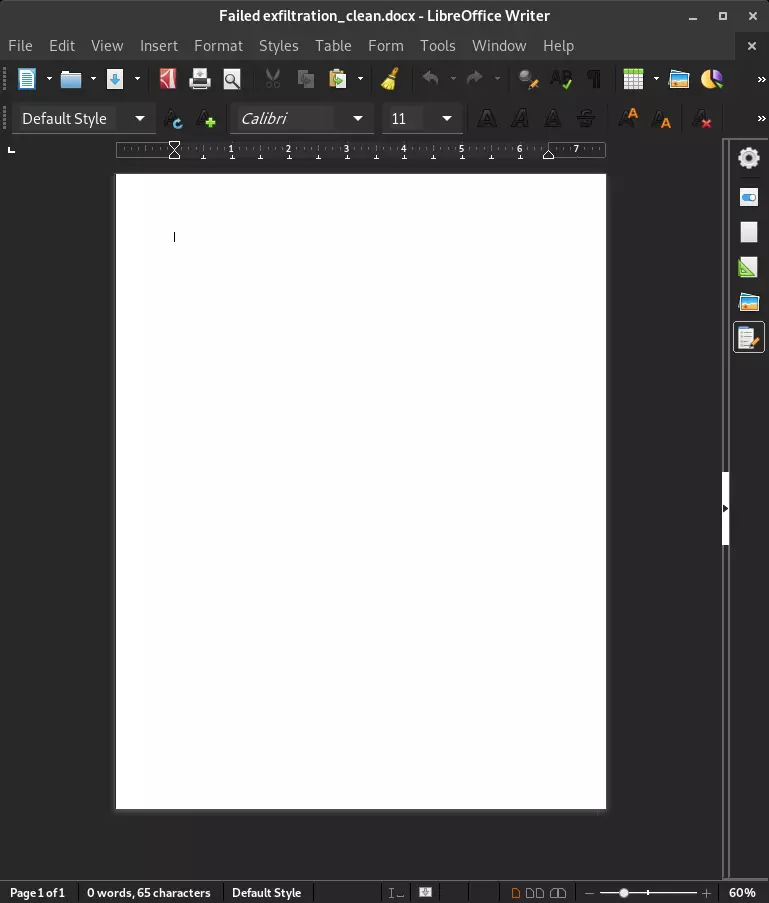 Failed exfiltration_clean.docx - LibreOffice Writer
File Edit View Insert Format Styles Table Form Tools Window Help
Default Style Calibri 11
1 2 3 4 5 6 7
Page 1 of 1 0 words, 65 characters Default Style 60%